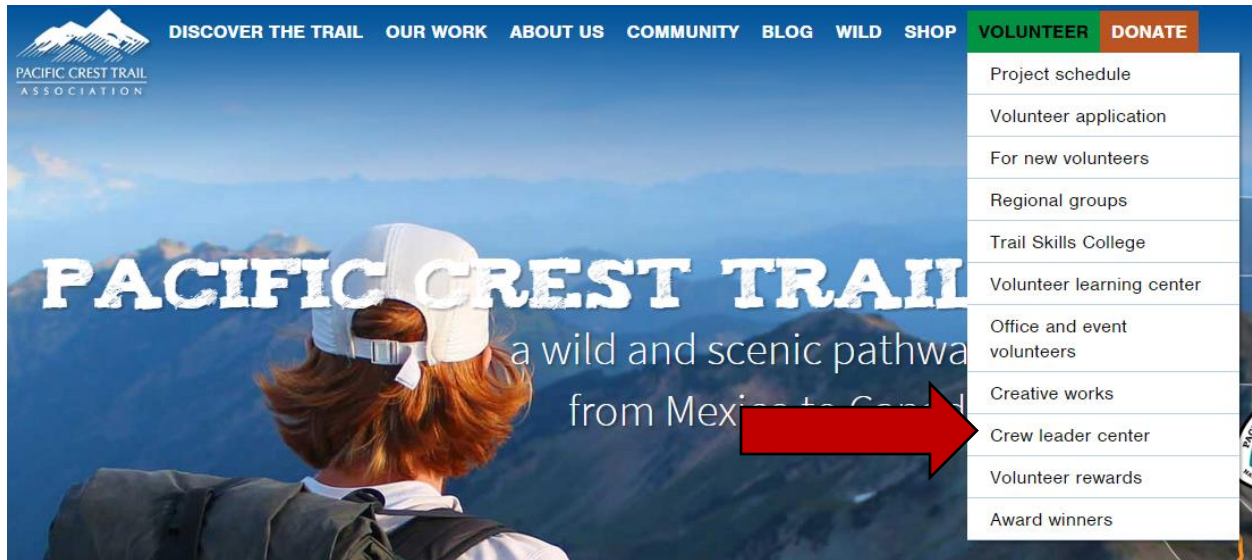 DISCOVER THE TRAIL OUR WORK ABOUT US COMMUNITY BLOG WILD SHOP VOLUNTEER DONATE
PACIFIC CREST TRAIL
ASSOCIATION
Project schedule
Volunteer application
For new volunteers
Regional groups
Trail Skills College
Volunteer learning center
Office and event
volunteers
Creative works
Crew leader center
Volunteer rewards
Award winners
PACIFIC CREST TRAIL
a wild and scenic pathwa
from Mexico to